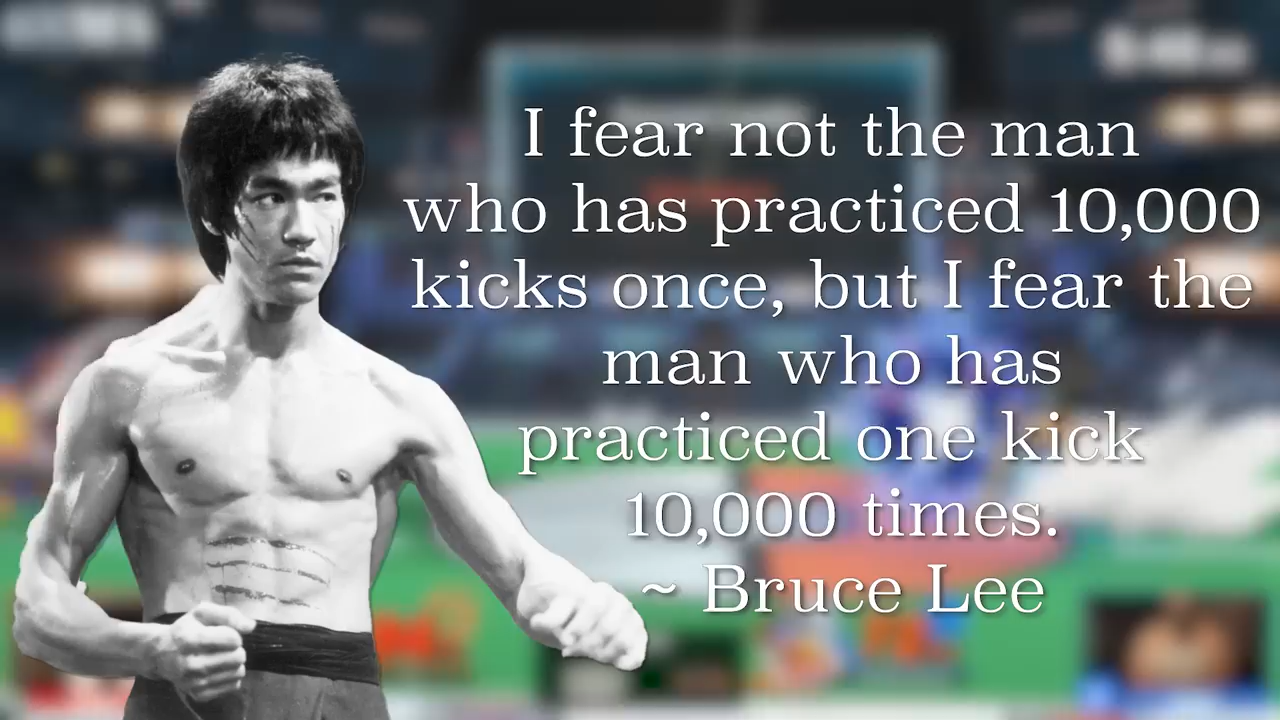 I fear not the man
who has practiced 10,000
kicks once, but I fear the
man who has
practiced one kick
10,000 times.
~ Bruce Lee